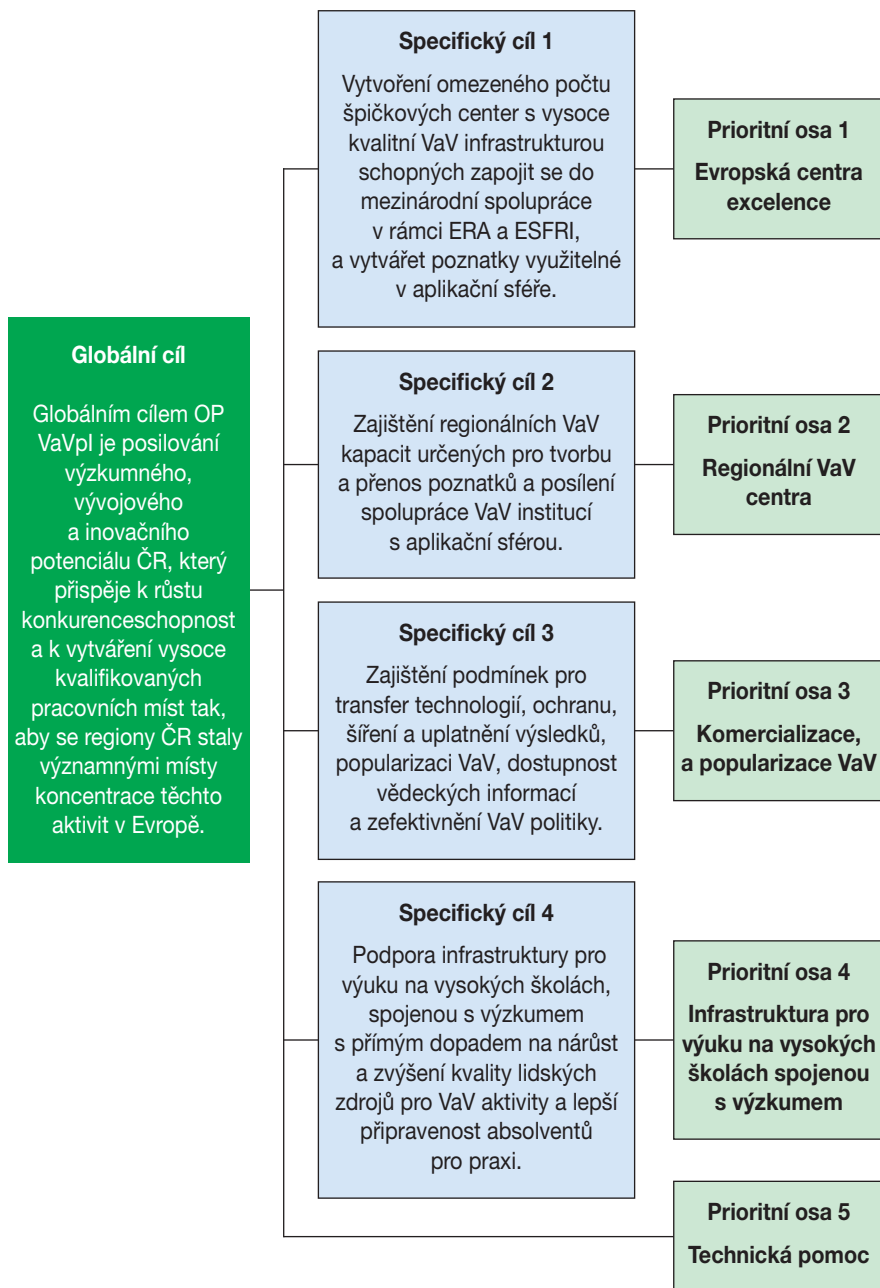 Globální cíl
Globálním cílem OP
VaVpI je posilování
výzkumného,
vývojového
a inovačního
potenciálu ČR, který
přispěje k růstu
konkurenceschopnost
a k vytváření vysoce
kvalifikovaných
pracovních míst tak,
aby se regiony ČR staly
významnými místy
koncentrace těchto
aktivit v Evropě.
Specifický cíl 1
Vytvoření omezeného počtu
špičkových center s vysoce
kvalitní VaV infrastrukturou
schopných zapojit se do
mezinárodní spolupráce
v rámci ERA a ESFRI,
a vytvářet poznatky využitelné
v aplikační sféře.
Prioritní osa 1
Evropská centra
excelence
Specifický cíl 2
Zajištění regionálních VaV
kapacit určených pro tvorbu
a přenos poznatků a posílení
spolupráce VaV institucí
s aplikační sférou.
Prioritní osa 2
Regionální VaV
centra
Specifický cíl 3
Zajištění podmínek pro
transfer technologií, ochranu,
šíření a uplatnění výsledků,
popularizaci VaV, dostupnost
vědeckých informací
a zefektivnění VaV politiky.
Prioritní osa 3
Komercializace,
a popularizace VaV
Specifický cíl 4
Podpora infrastruktury pro
výuku na vysokých školách,
spojenou s výzkumem
s přímým dopadem na nárůst
a zvýšení kvality lidských
zdrojů pro VaV aktivity a lepší
připravenost absolventů
pro praxi.
Prioritní osa 4
Infrastruktura pro
výuku na vysokých
školách spojenou
s výzkumem
Prioritní osa 5
Technická pomoc